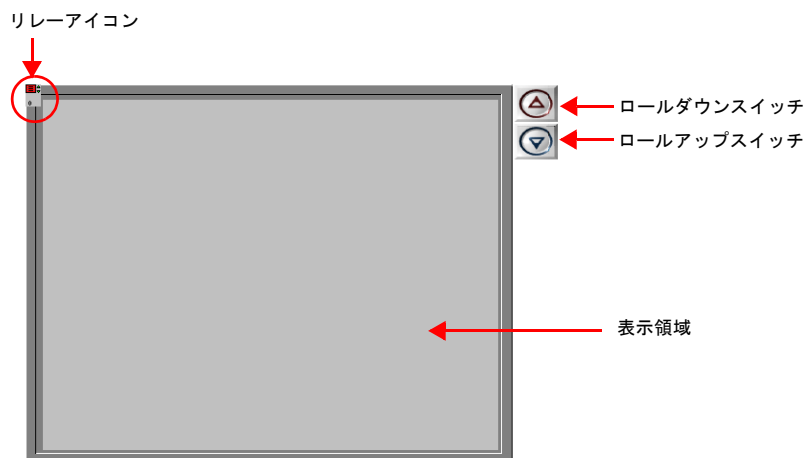 リレーアイコン
ロールダウンスイッチ
ロールアップスイッチ
表示領域